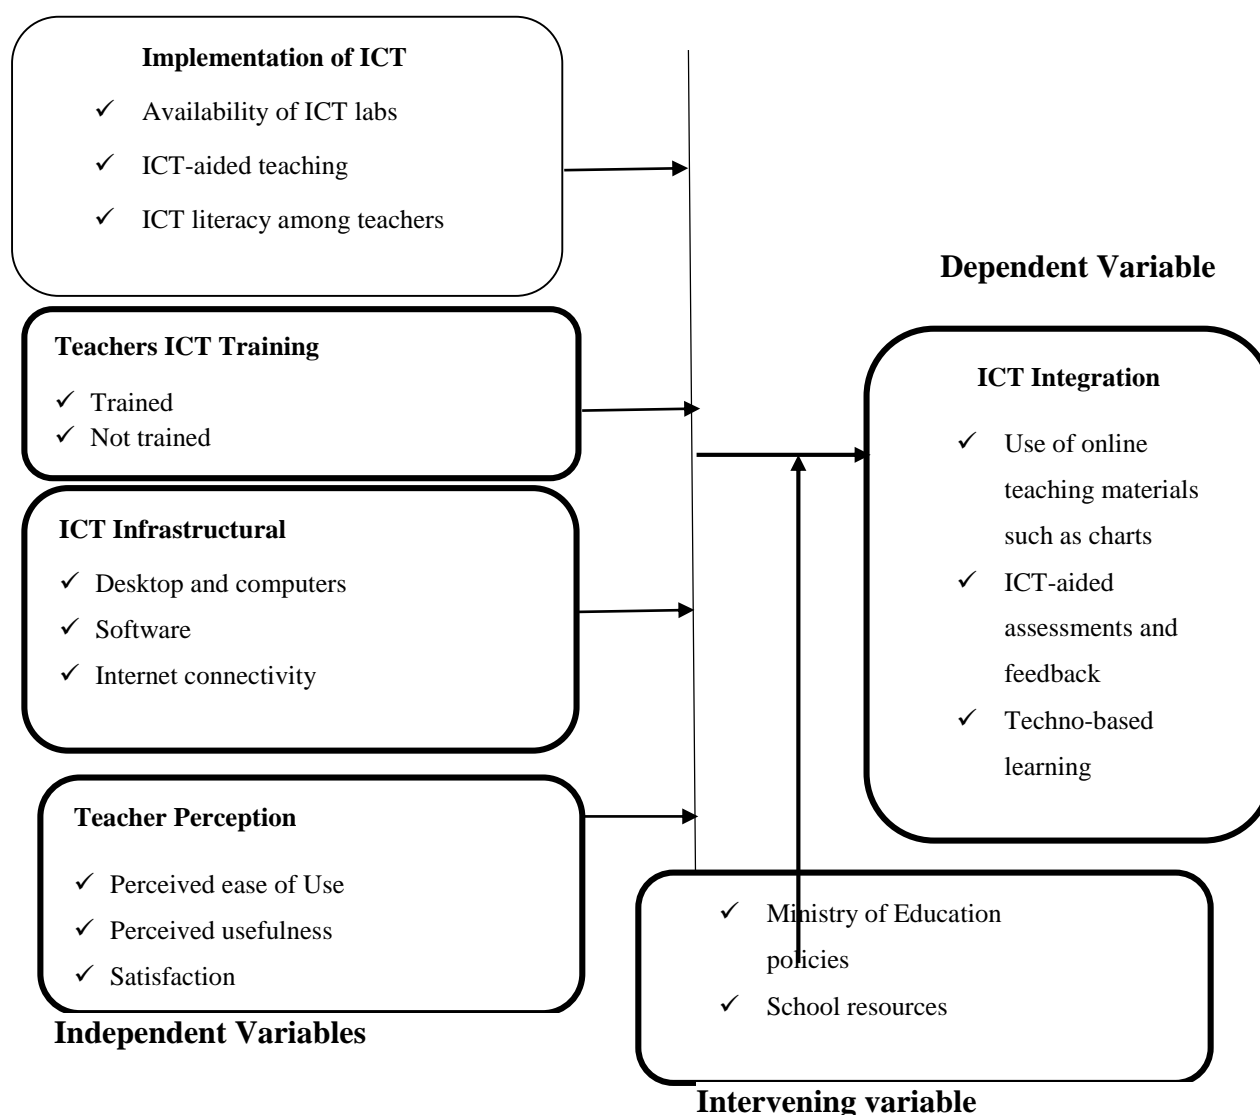 Implementation of ICT
✓ Availability of ICT labs
✓ ICT-aided teaching
✓ ICT literacy among teachers
Teachers ICT Training
✓ Trained
✓ Not trained
ICT Infrastructural
✓ Desktop and computers
✓ Software
✓ Internet connectivity
Teacher Perception
✓ Perceived ease of Use
✓ Perceived usefulness
✓ Satisfaction
Independent Variables
Dependent Variable
ICT Integration
✓ Use of online
teaching materials
such as charts
✓ ICT-aided
assessments and
feedback
✓ Techno-based
learning
✓ Ministry of Education
policies
✓ School resources
Intervening variable